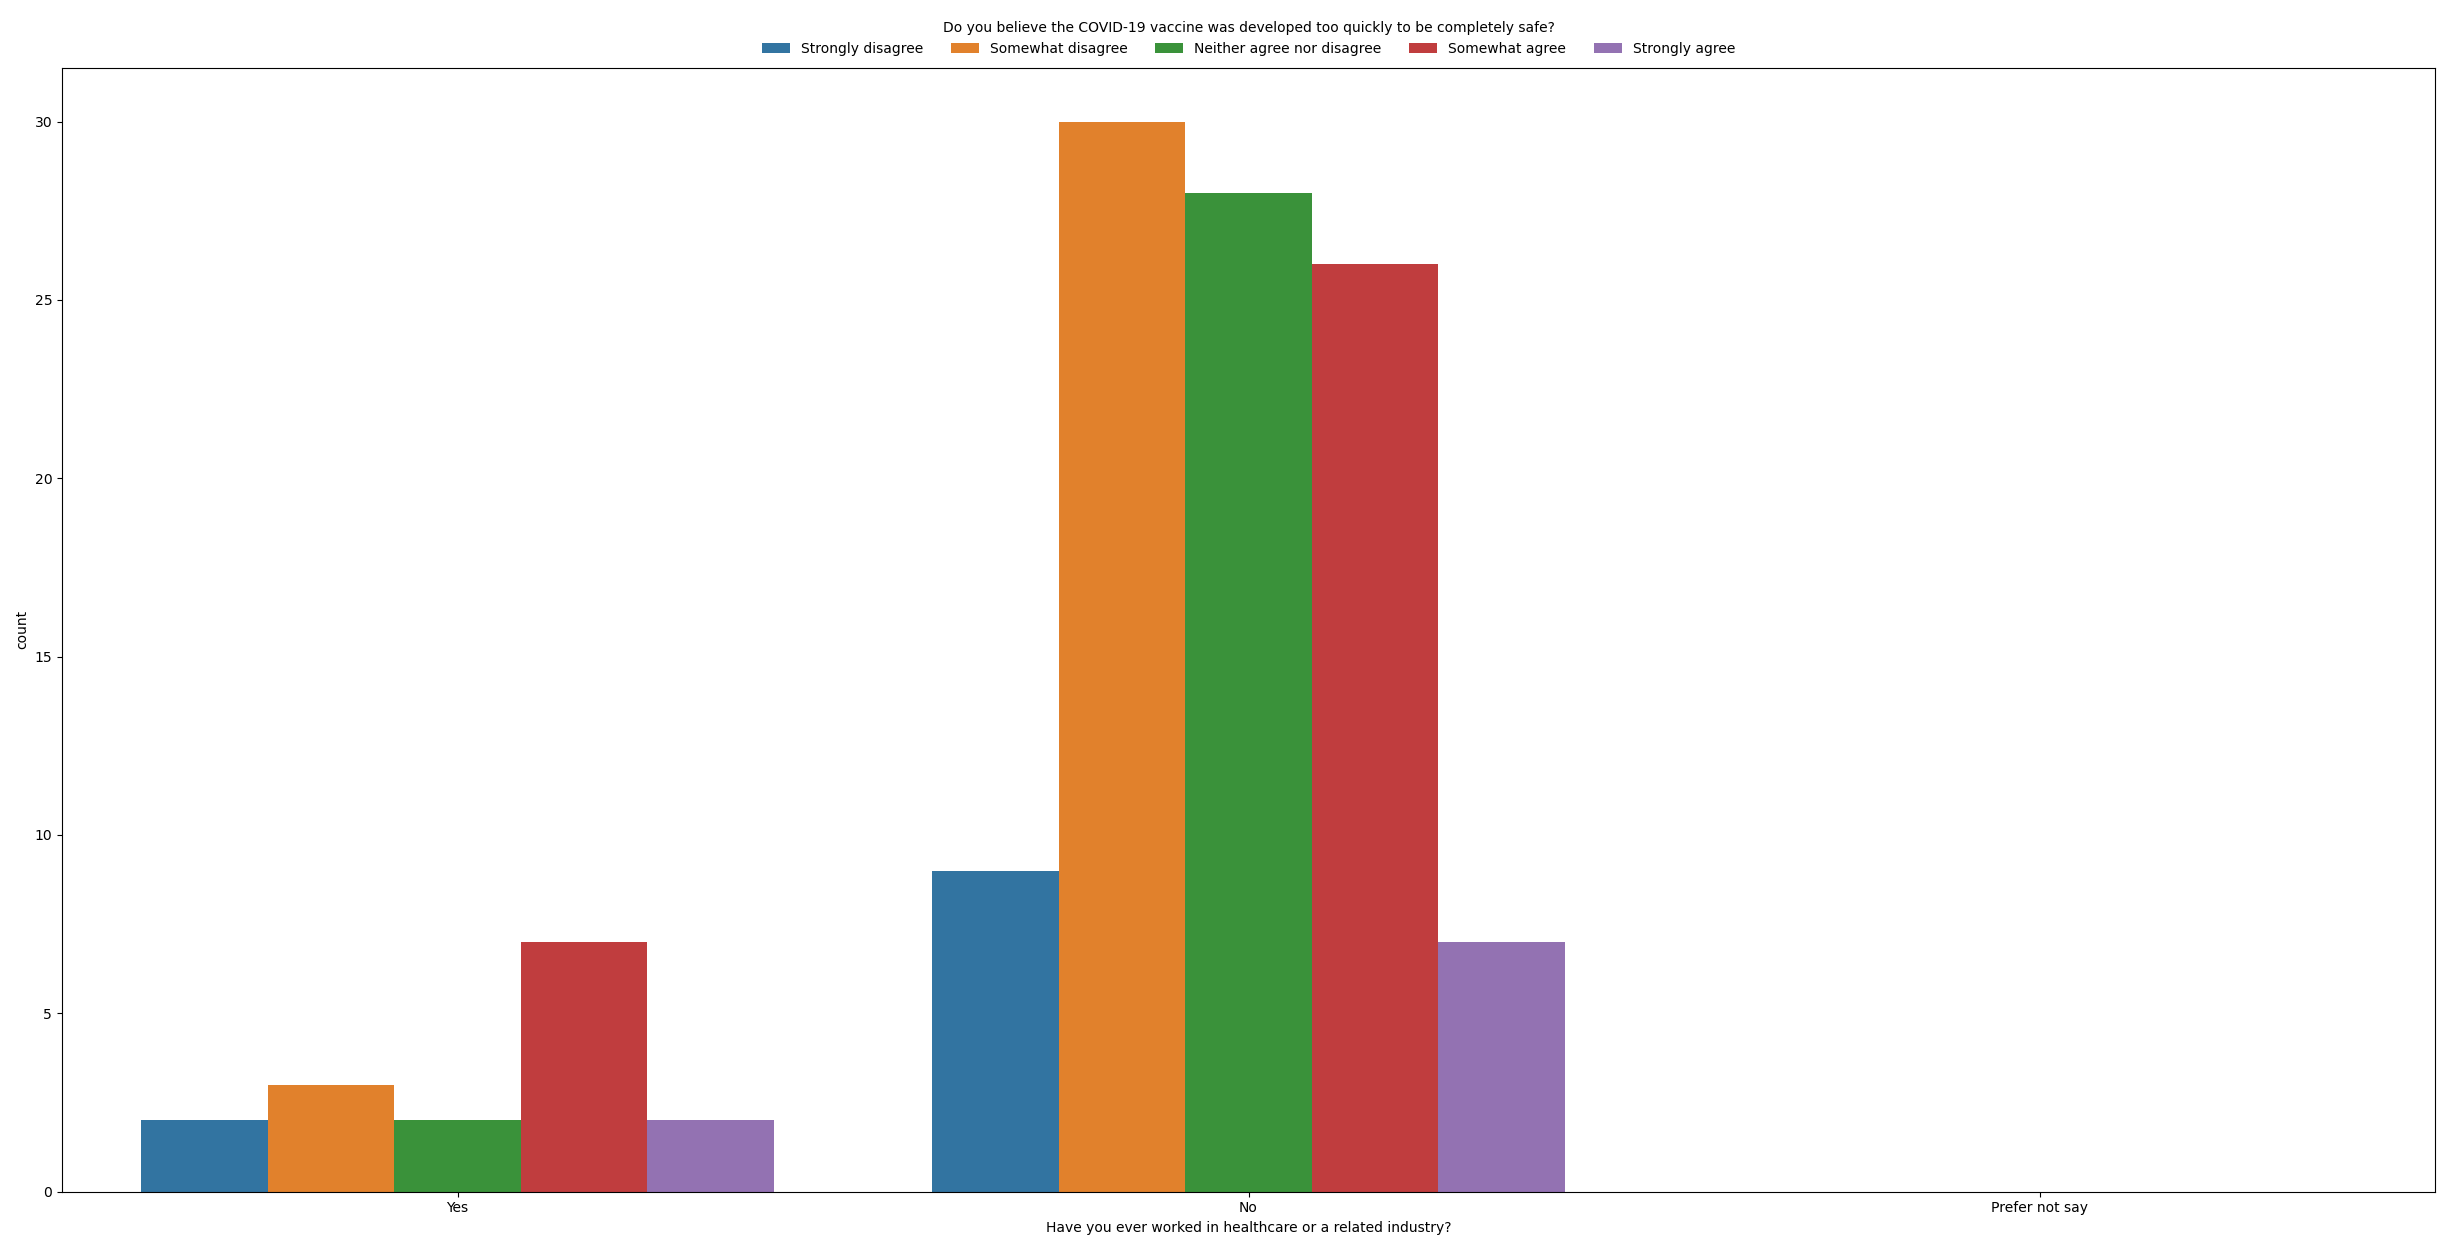 Do you believe the COVID-19 vaccine was developed too quickly to be completely safe?
Strongly disagree Somewhat disagree Neither agree nor disagree Somewhat agree Strongly agree
30
25
20
15
10
5
0
count
Yes No Prefer not say
Have you ever worked in healthcare or a related industry?